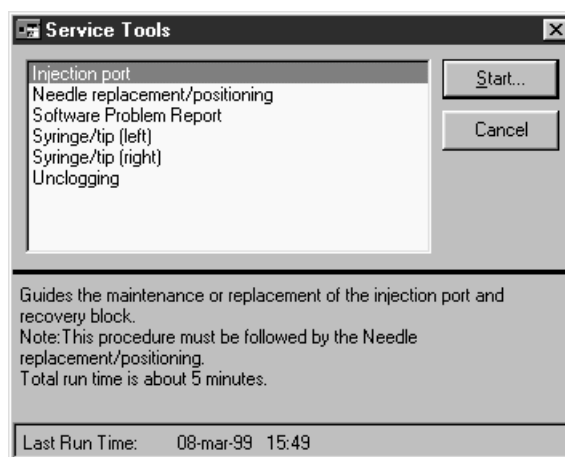 Service Tools
Injection port
Needle replacement/positioning
Software Problem Report
Syringe/tip (left)
Syringe/tip (right)
Unclogging
Start...
Cancel
Guides the maintenance or replacement of the injection port and
recovery block.
Note:This procedure must be followed by the Needle
replacement/positioning.
Total run time is about 5 minutes.
Last Run Time: 08-mar-99 15:49